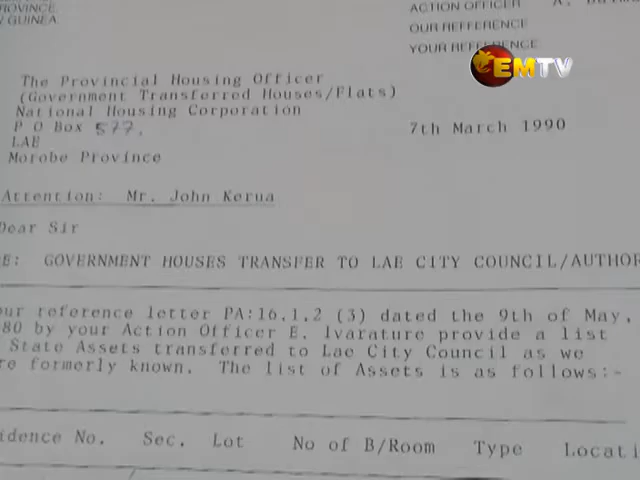 ROVINCE
GUINEA
ACTION OFFICER
OUR REFFERENCE
YOUR REFFERENCE
EMTV
The Provincial Housing Officer
(Government Transferred Houses/Flats)
National Housing Corporation
P O Box 577,
LAE
Morobe Province
7th March 1990
Attention: Mr. John Kerua
Dear Sir
E: GOVERNMENT HOUSES TRANSFER TO LAE CITY COUNCIL/AUTHOR
ur reference letter PA:16.1.2 (3) dated the 9th of May,
80 by your Action Officer E. Ivarature provide a list
State Assets transferred to Lae City Council as we
re formerly known. The list of Assets is as follows:-
idence No. Sec. Lot No of B/Room Type Locati